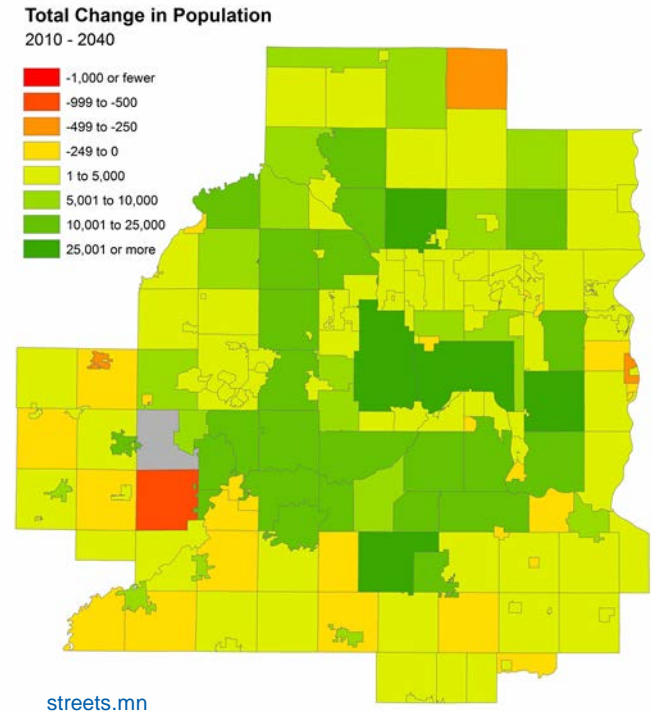 Total Change in Population
2010 - 2040
-1,000 or fewer
-999 to -500
-499 to -250
-249 to 0
1 to 5,000
5,001 to 10,000
10,001 to 25,000
25,001 or more
streets.mn